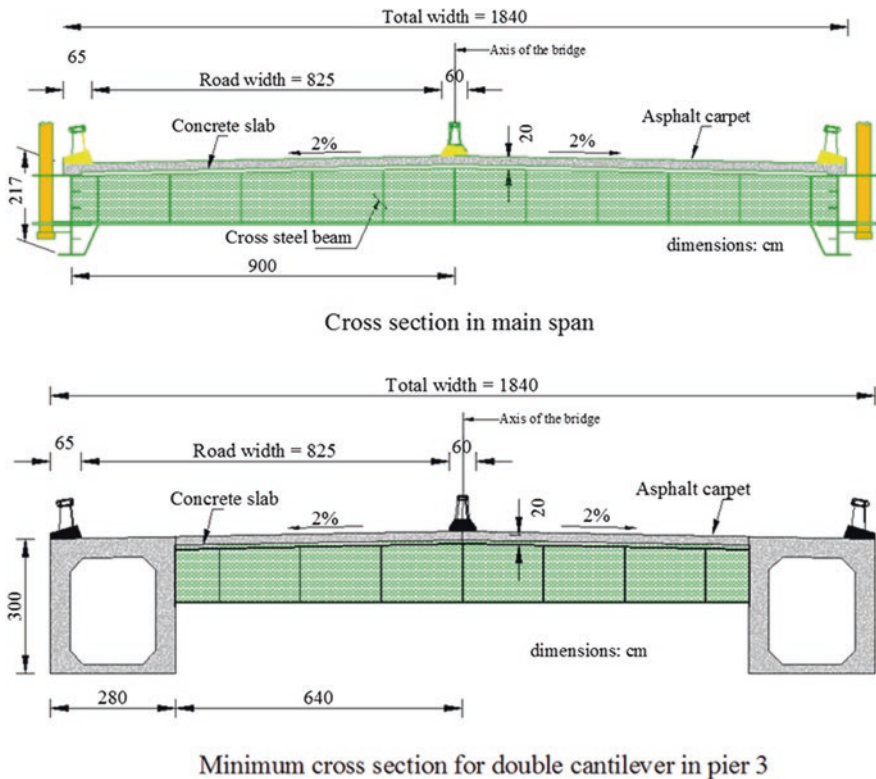 Total width = 1840
Axis of the bridge
65
Road width = 825
60
Concrete slab
2%
20
2%
Asphalt carpet
217
Cross steel beam
dimensions: cm
900
Cross section in main span
Total width = 1840
Axis of the bridge
65
Road width = 825
60
Concrete slab
2%
20
2%
Asphalt carpet
300
dimensions: cm
280
640
Minimum cross section for double cantilever in pier 3